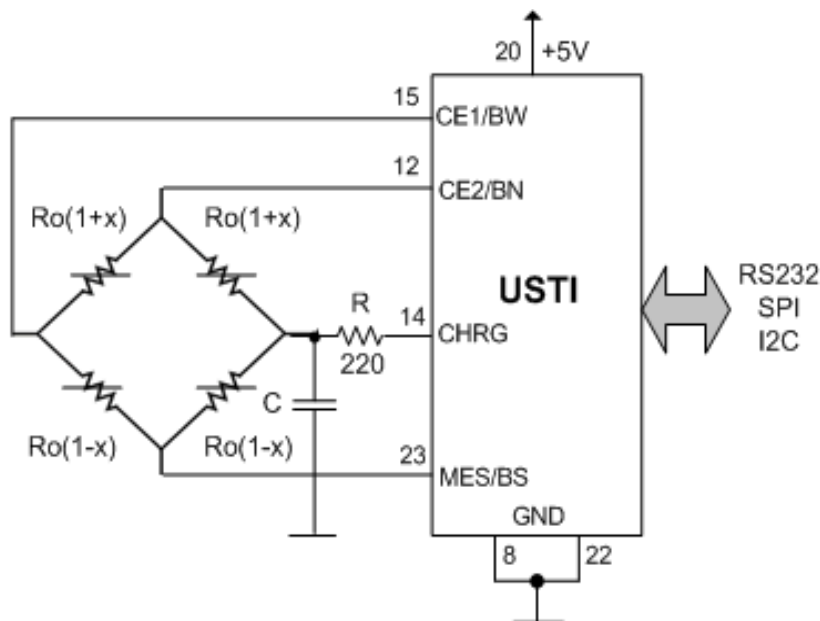 20 +5V
15
CE1/BW
12
CE2/BN
Ro(1+x) Ro(1+x)
USTI
RS232
SPI
I2C
R
14
CHRG
220
C
Ro(1-x) Ro(1-x)
23
MES/BS
GND
8 22